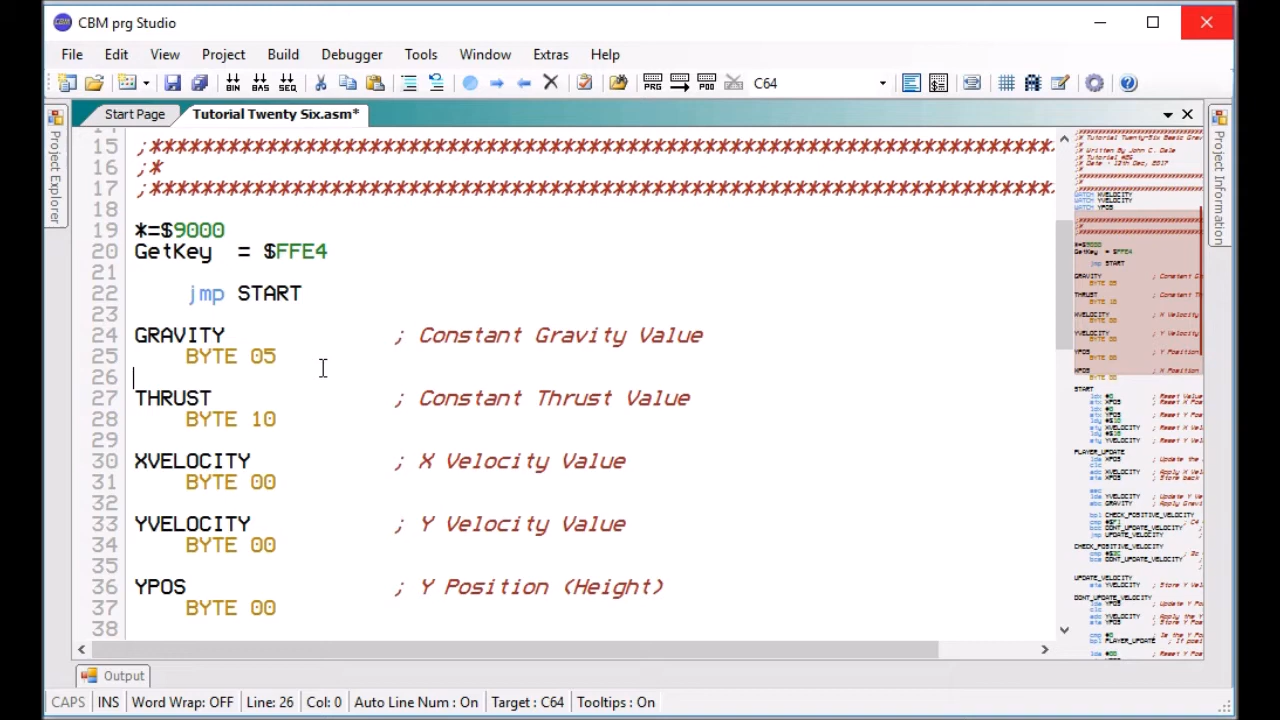 CBM prg Studio
File Edit View Project Build Debugger Tools Window Extras Help
BIN BAS SEQ PRG P00 C64
Start Page Tutorial Twenty Six.asm*
Project Explorer
Project Information
15 ;***********************************************************************
16 ;*
17 ;***********************************************************************
18
19 *=$9000
20 GetKey = $FFE4
21
22 jmp START
23
24 GRAVITY ; Constant Gravity Value
25 BYTE 05
26
27 THRUST ; Constant Thrust Value
28 BYTE 10
29
30 XVELOCITY ; X Velocity Value
31 BYTE 00
32
33 YVELOCITY ; Y Velocity Value
34 BYTE 00
35
36 YPOS ; Y Position (Height)
37 BYTE 00
38
Output
CAPS INS Word Wrap: OFF Line: 26 Col: 0 Auto Line Num : On Target : C64 Tooltips : On